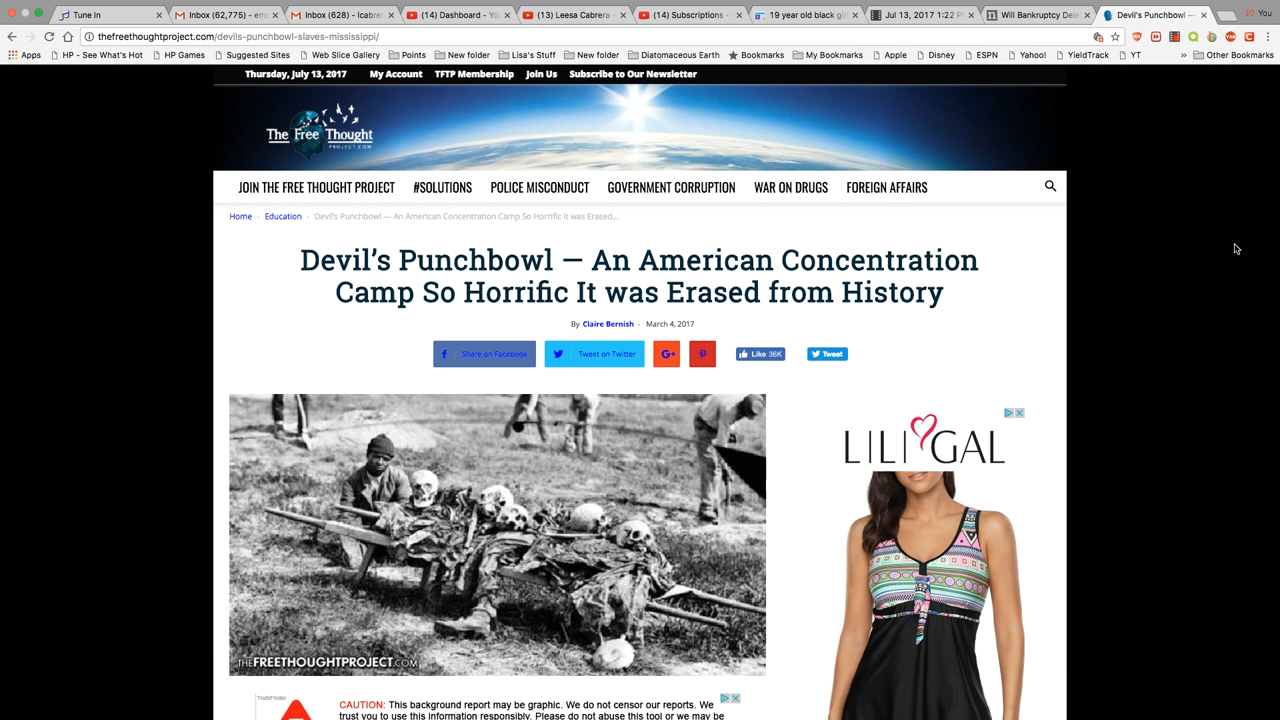 Tune In
Inbox (62,775) - em
Inbox (628) - lcabre
(14) Dashboard - Yo
(13) Leesa Cabrera
(14) Subscriptions -
19 year old black gir
Jul 13, 2017 1:22 P
Will Bankruptcy Dele
Devil's Punchbowl —
You
thefreethoughtproject.com/devils-punchbowl-slaves-mississippi/
Apps HP - See What's Hot HP Games Suggested Sites Web Slice Gallery Points New folder Lisa's Stuff New folder Diatomaceous Earth Bookmarks My Bookmarks Apple Disney ESPN Yahoo! YieldTrack YT » Other Bookmarks
Thursday, July 13, 2017 My Account TFTP Membership Join Us Subscribe to Our Newsletter
The Free Thought
PROJECT.COM
JOIN THE FREE THOUGHT PROJECT #SOLUTIONS POLICE MISCONDUCT GOVERNMENT CORRUPTION WAR ON DRUGS FOREIGN AFFAIRS
Home Education Devil's Punchbowl — An American Concentration Camp So Horrific It was Erased...
Devil's Punchbowl — An American Concentration
Camp So Horrific It was Erased from History
By Claire Bernish - March 4, 2017
Share on Facebook Tweet on Twitter G+ Like 36K Tweet
LILIGAL
THEFREETHOUGHTPROJECT.COM
TruthFinder
CAUTION: This background report may be graphic. We do not censor our reports. We
trust you to use this information responsibly. Please do not abuse this tool or we may be